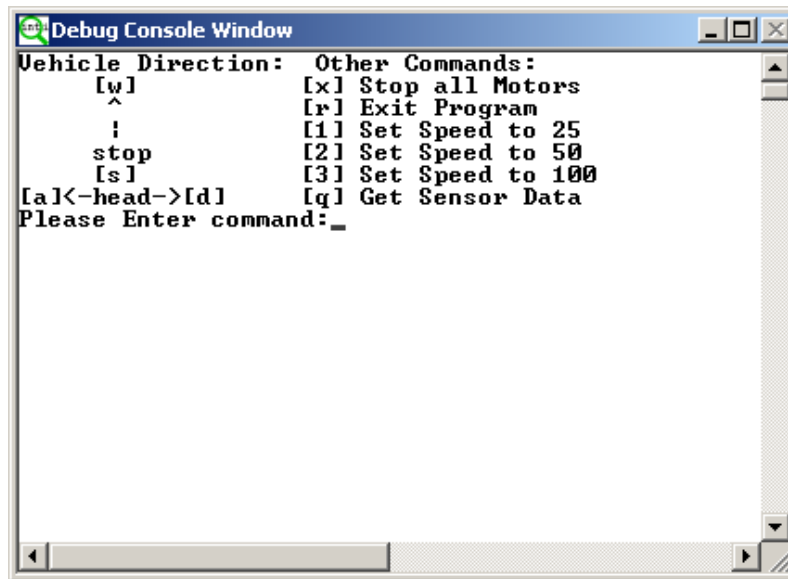 Debug Console Window
Vehicle Direction:  Other Commands:
      [w]           [x] Stop all Motors
       ^            [r] Exit Program
       ¦            [1] Set Speed to 25
     stop           [2] Set Speed to 50
      [s]           [3] Set Speed to 100
[a]<-head->[d]      [q] Get Sensor Data
Please Enter command:_